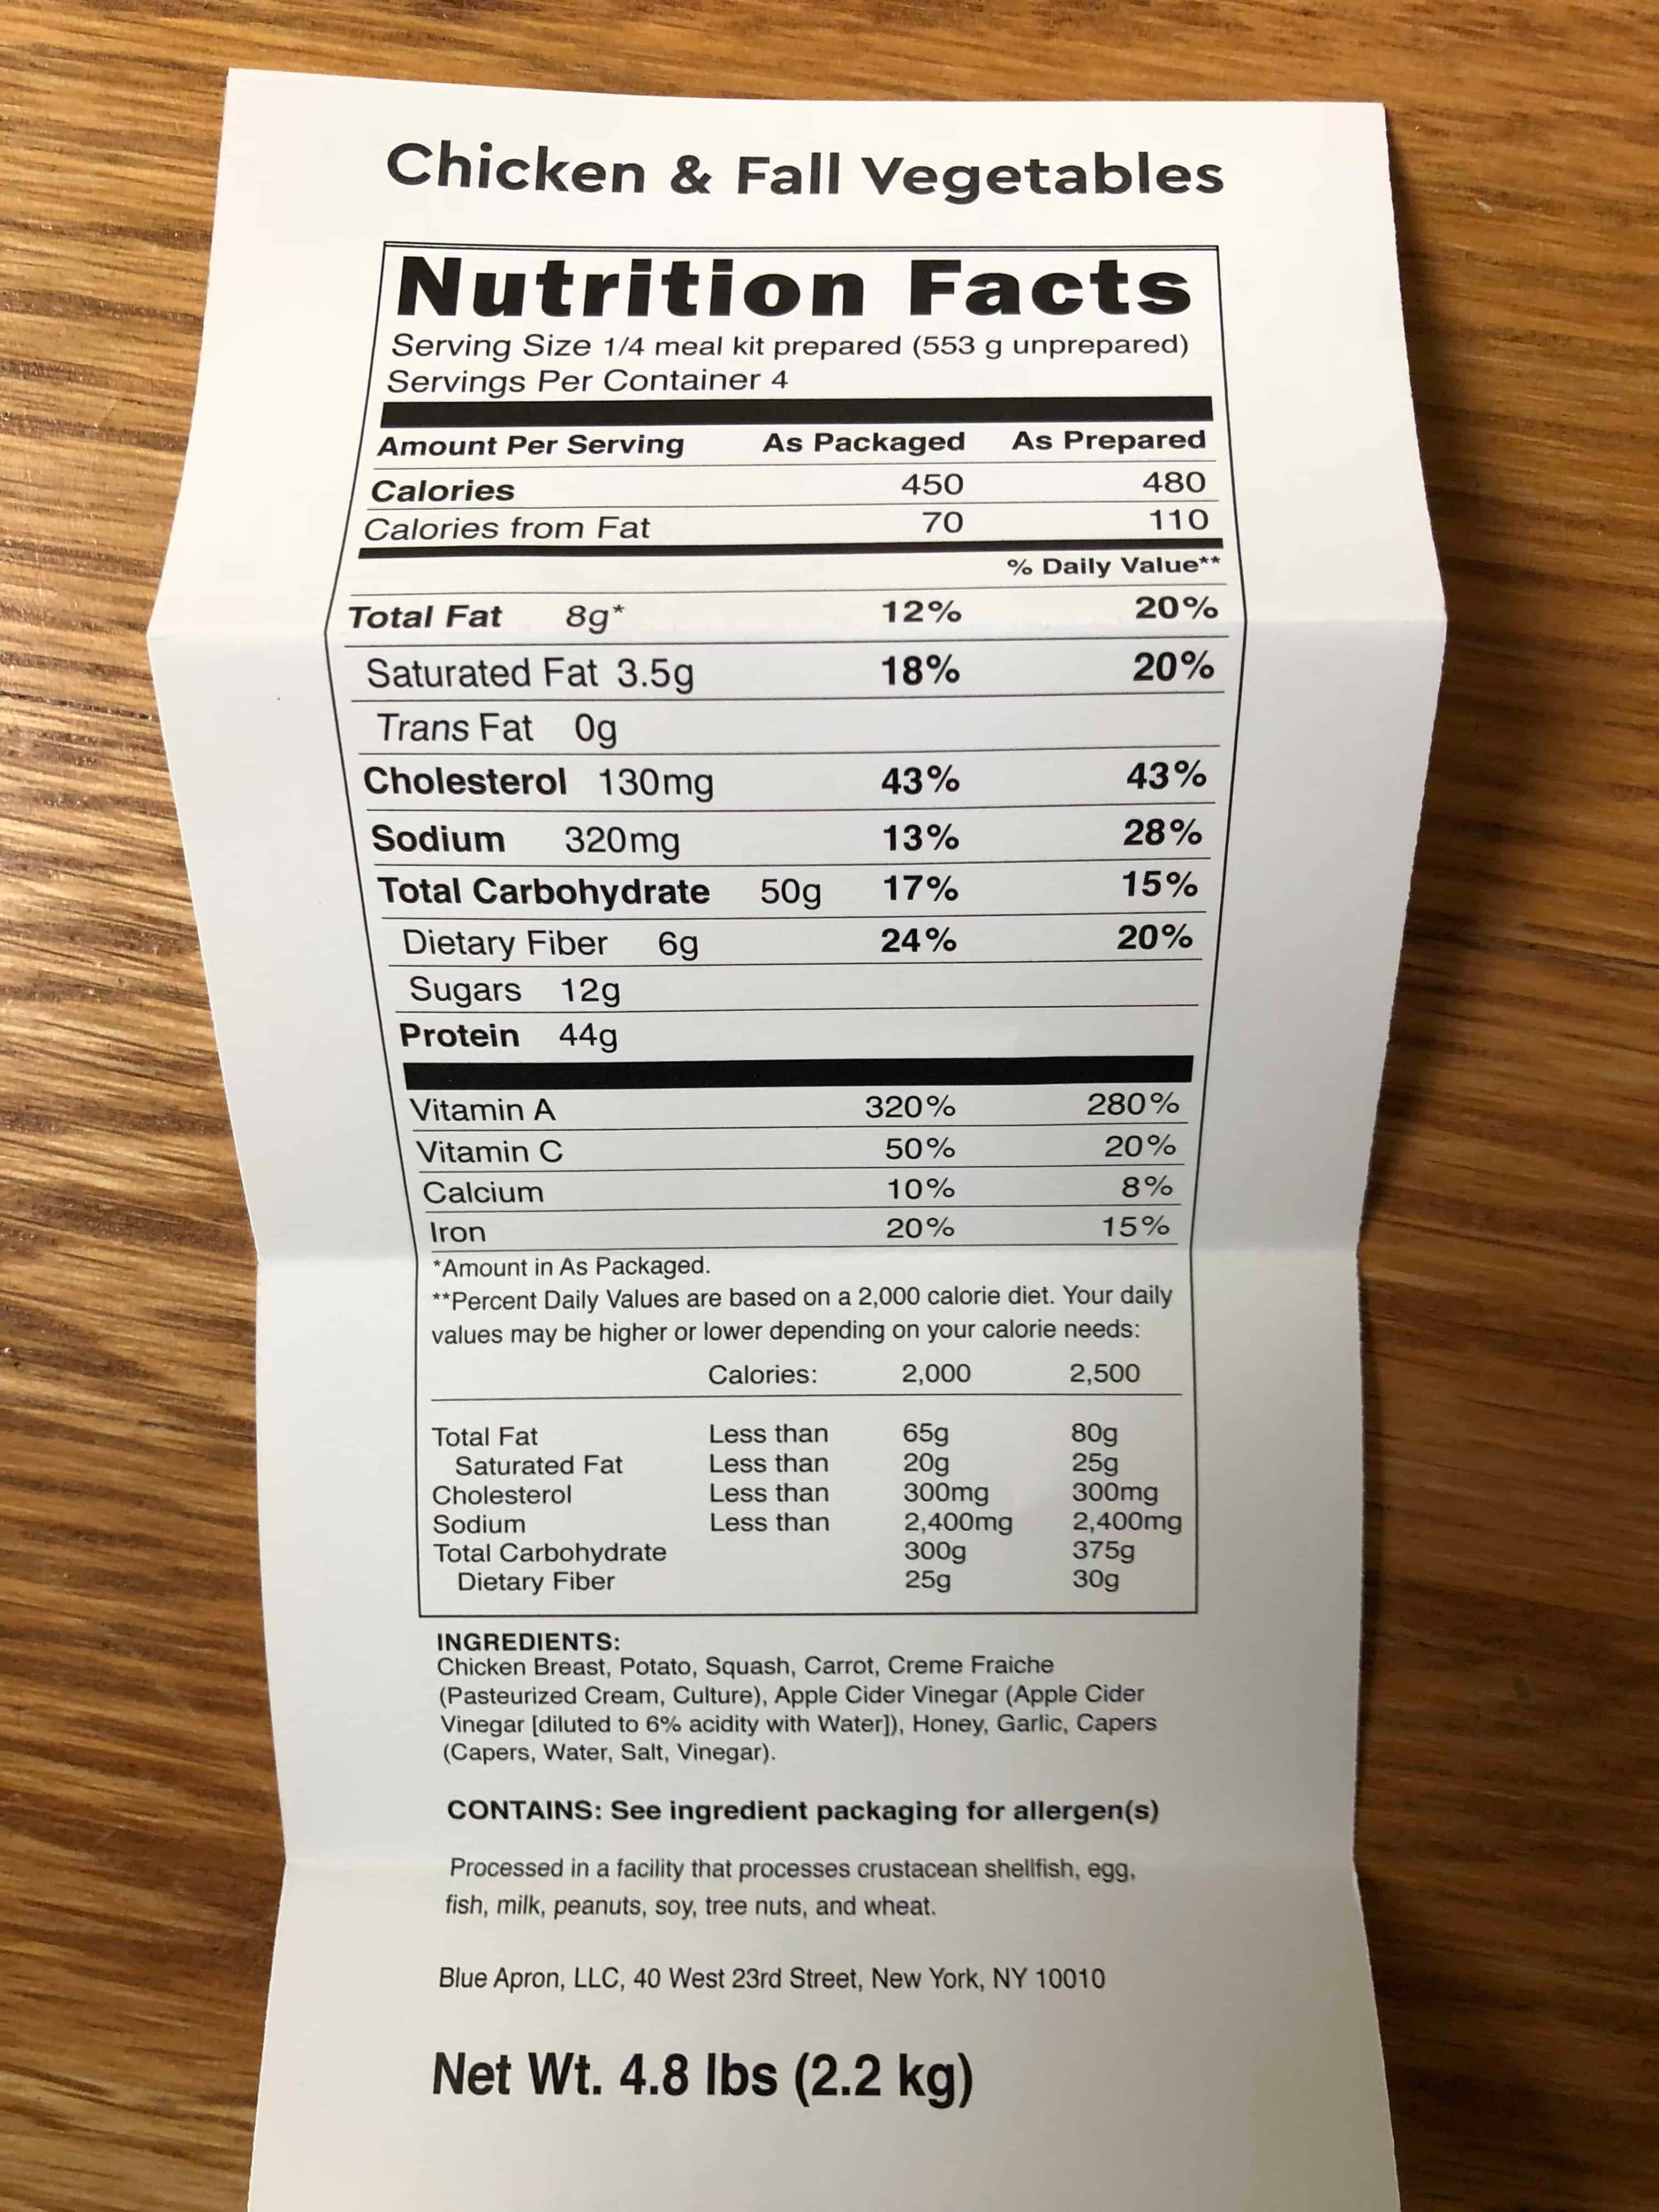 Chicken & Fall Vegetables
Nutrition Facts
Serving Size 1/4 meal kit prepared (553 g unprepared)
Servings Per Container 4
Amount Per Serving As Packaged As Prepared
Calories 450 480
Calories from Fat 70 110
% Daily Value**
Total Fat 8g* 12% 20%
Saturated Fat 3.5g 18% 20%
Trans Fat 0g
Cholesterol 130mg 43% 43%
Sodium 320mg 13% 28%
Total Carbohydrate 50g 17% 15%
Dietary Fiber 6g 24% 20%
Sugars 12g
Protein 44g
Vitamin A 320% 280%
Vitamin C 50% 20%
Calcium 10% 8%
Iron 20% 15%
*Amount in As Packaged.
**Percent Daily Values are based on a 2,000 calorie diet. Your daily
values may be higher or lower depending on your calorie needs:
Calories: 2,000 2,500
Total Fat Less than 65g 80g
Saturated Fat Less than 20g 25g
Cholesterol Less than 300mg 300mg
Sodium Less than 2,400mg 2,400mg
Total Carbohydrate 300g 375g
Dietary Fiber 25g 30g
INGREDIENTS:
Chicken Breast, Potato, Squash, Carrot, Creme Fraiche
(Pasteurized Cream, Culture), Apple Cider Vinegar (Apple Cider
Vinegar [diluted to 6% acidity with Water]), Honey, Garlic, Capers
(Capers, Water, Salt, Vinegar).
CONTAINS: See ingredient packaging for allergen(s)
Processed in a facility that processes crustacean shellfish, egg,
fish, milk, peanuts, soy, tree nuts, and wheat.
Blue Apron, LLC, 40 West 23rd Street, New York, NY 10010
Net Wt. 4.8 lbs (2.2 kg)